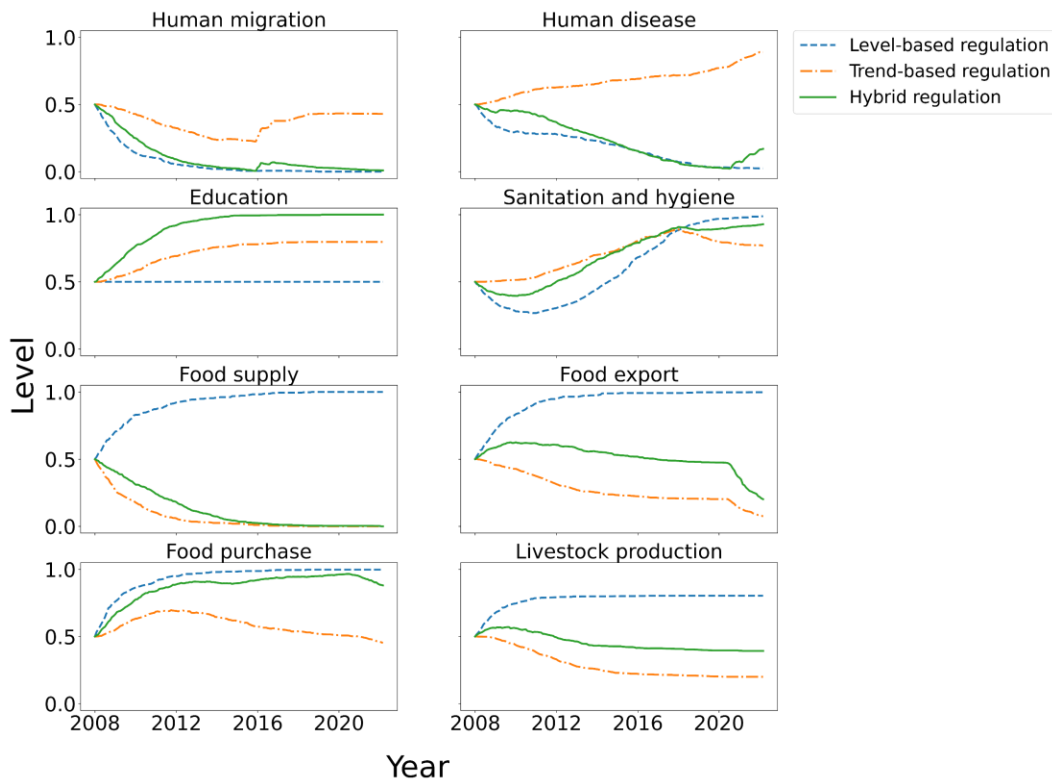 Human migration
Human disease
1.0
0.5
0.0
Level-based regulation
Trend-based regulation
Hybrid regulation
Education
Sanitation and hygiene
1.0
0.5
0.0
Food supply
Food export
1.0
0.5
0.0
Food purchase
Livestock production
1.0
0.5
0.0
2008 2012 2016 2020
2008 2012 2016 2020
Level
Year